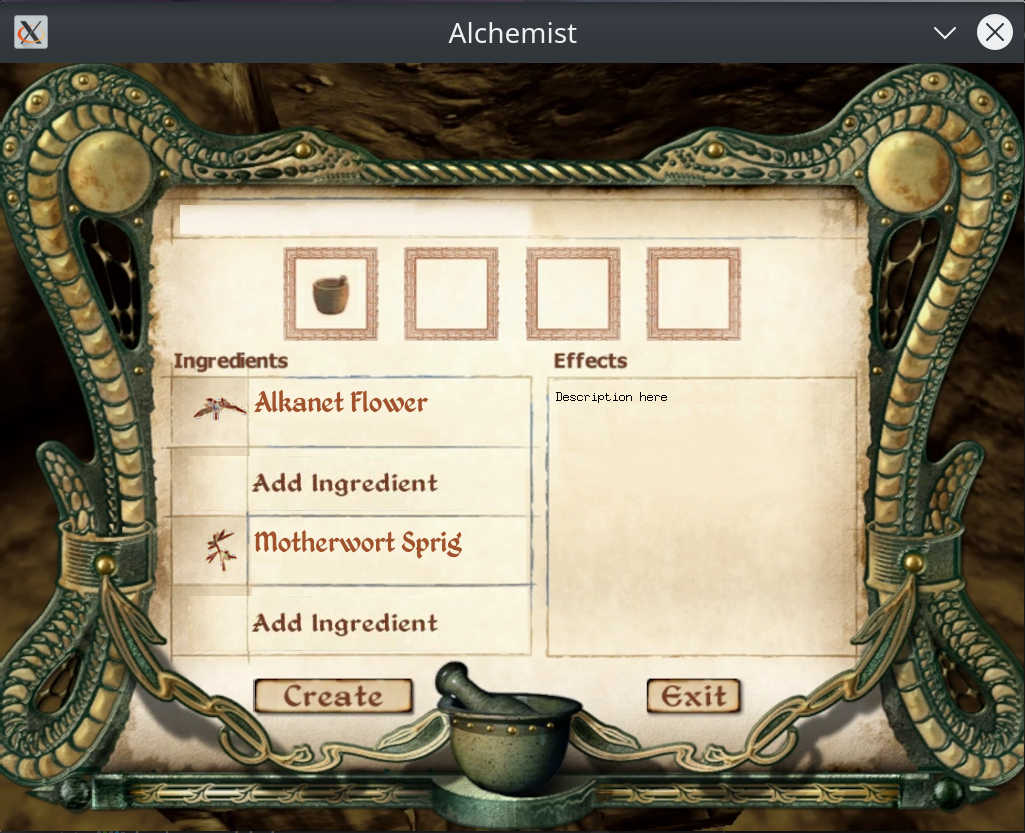 Alchemist
Ingredients
Effects
Alkanet Flower
Description here
Add Ingredient
Motherwort Sprig
Add Ingredient
Create
Exit